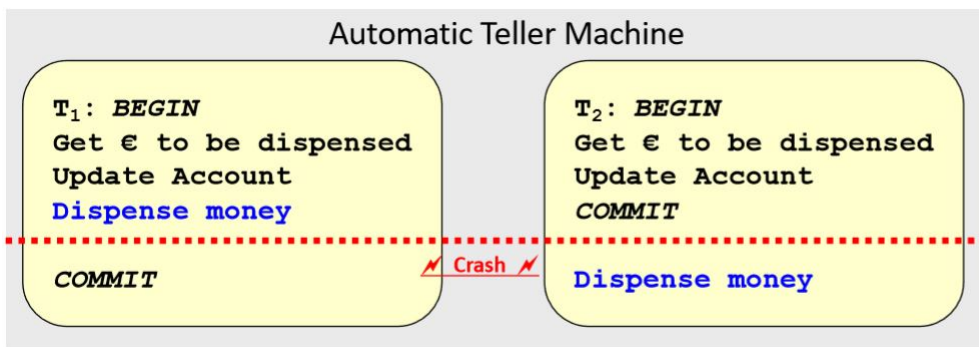 Automatic Teller Machine
T₁: BEGIN
Get € to be dispensed
Update Account
Dispense money
COMMIT
Crash
T₂: BEGIN
Get € to be dispensed
Update Account
COMMIT
Dispense money